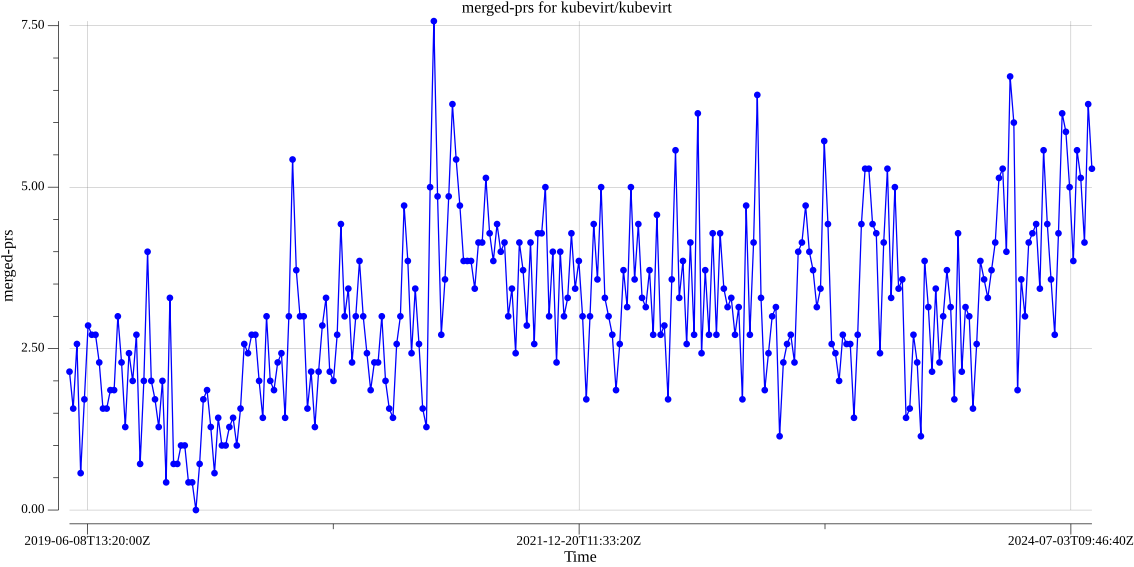 merged-prs for kubevirt/kubevirt
7.50
5.00
merged-prs
2.50
0.00
2019-06-08T13:20:00Z
2021-12-20T11:33:20Z
2024-07-03T09:46:40Z
Time